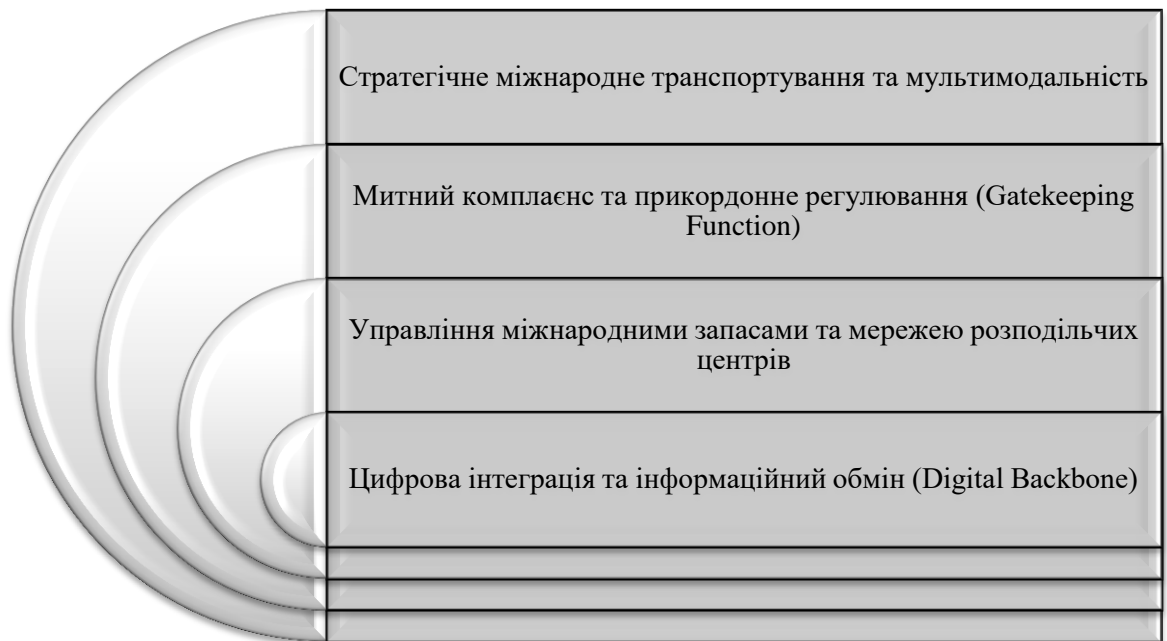 Стратегічне міжнародне транспортування та мультимодальність
Митний комплаєнс та прикордонне регулювання (Gatekeeping
Function)
Управління міжнародними запасами та мережею розподільчих
центрів
Цифрова інтеграція та інформаційний обмін (Digital Backbone)